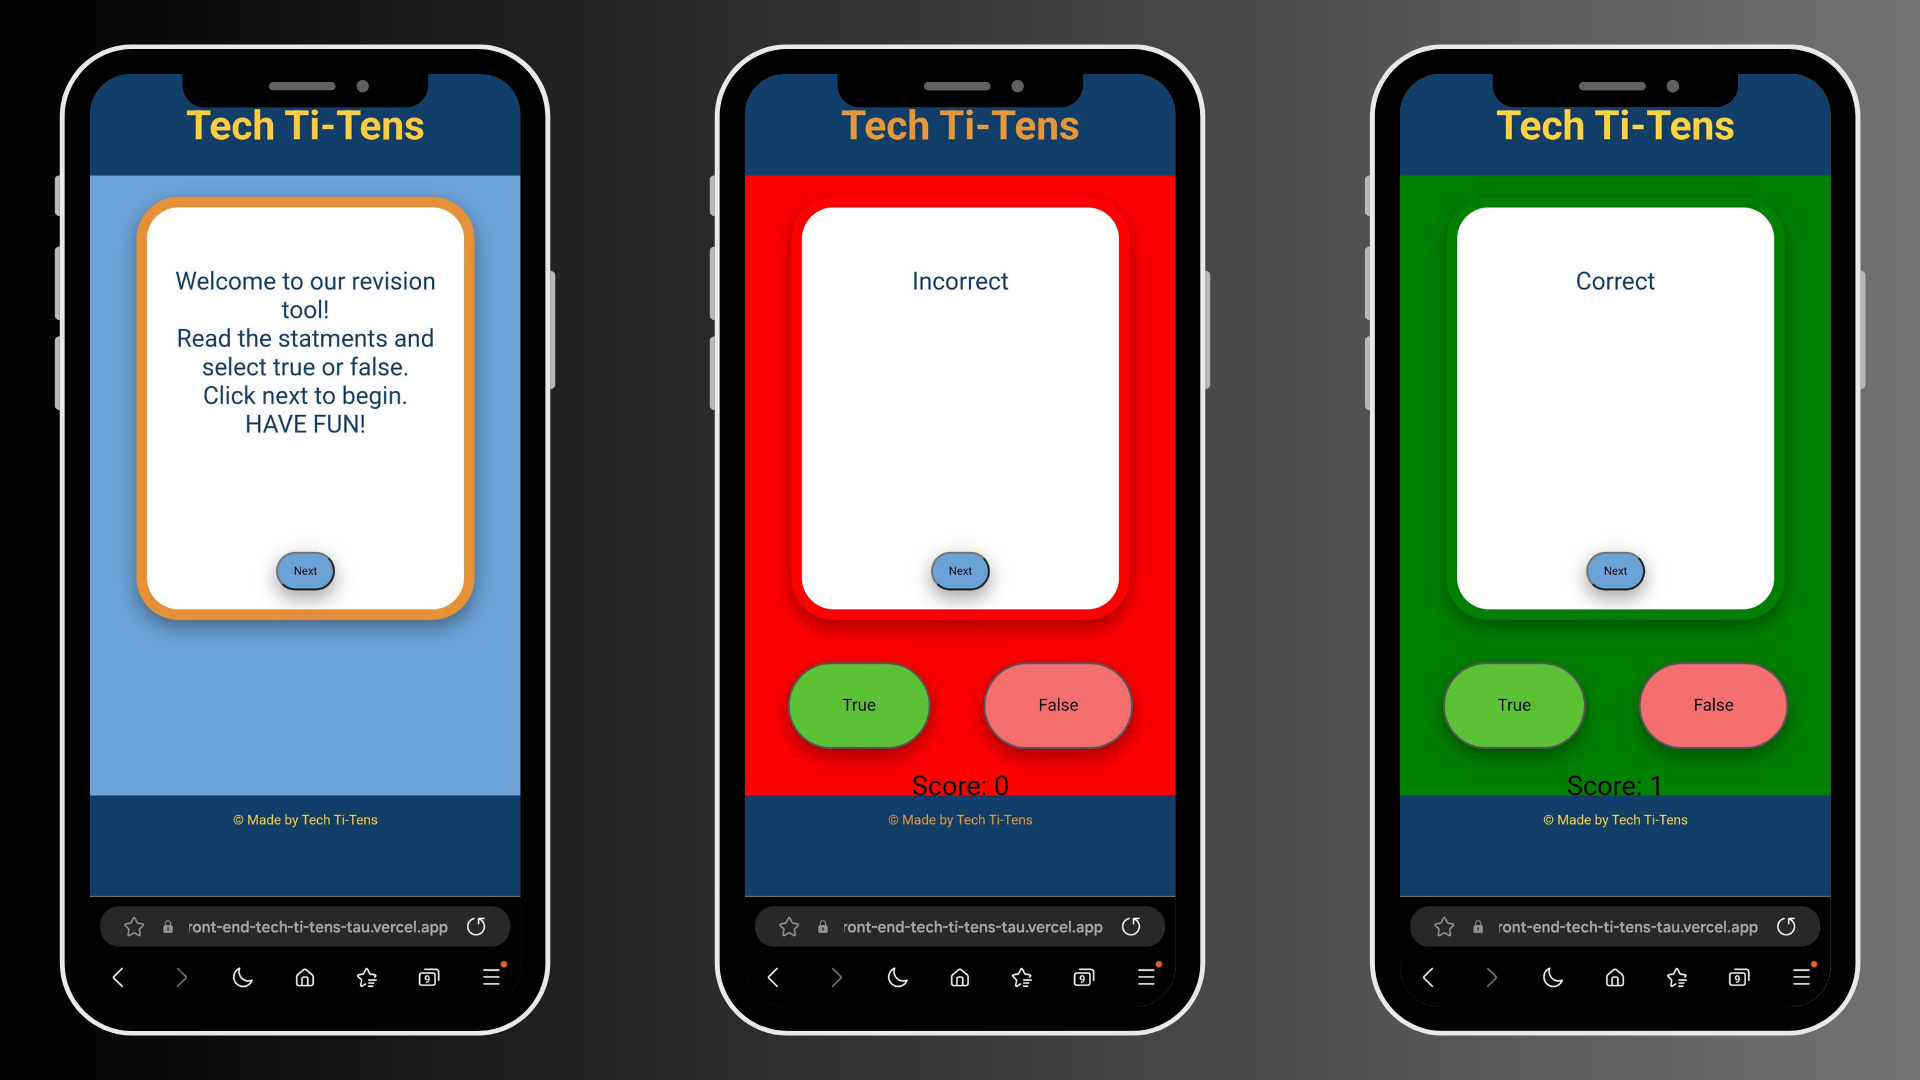 Tech Ti-Tens
Welcome to our revision
tool!
Read the statments and
select true or false.
Click next to begin.
HAVE FUN!
Next
© Made by Tech Ti-Tens
ront-end-tech-ti-tens-tau.vercel.app
9
Tech Ti-Tens
Incorrect
Next
True
False
Score: 0
© Made by Tech Ti-Tens
ront-end-tech-ti-tens-tau.vercel.app
9
Tech Ti-Tens
Correct
Next
True
False
Score: 1
© Made by Tech Ti-Tens
ront-end-tech-ti-tens-tau.vercel.app
9